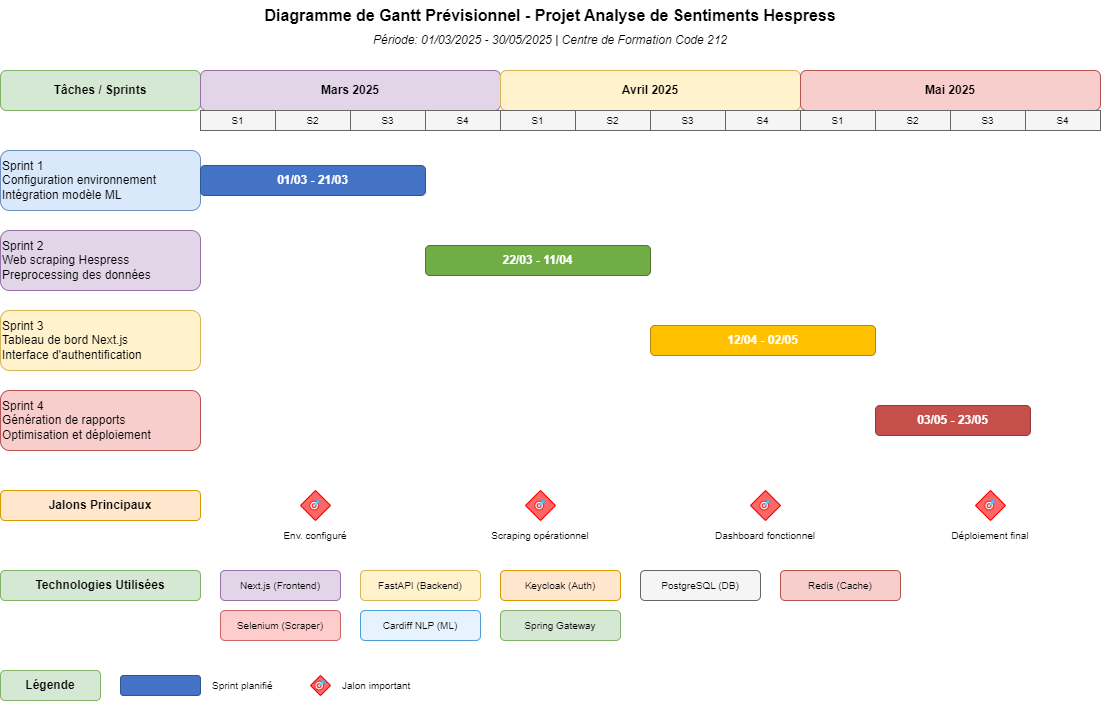 Diagramme de Gantt Prévisionnel - Projet Analyse de Sentiments Hespress
Période: 01/03/2025 - 30/05/2025 | Centre de Formation Code 212
Tâches / Sprints
Mars 2025
Avril 2025
Mai 2025
S1
S2
S3
S4
S1
S2
S3
S4
S1
S2
S3
S4
Sprint 1
Configuration environnement
Intégration modèle ML
01/03 - 21/03
Sprint 2
Web scraping Hespress
Preprocessing des données
22/03 - 11/04
Sprint 3
Tableau de bord Next.js
Interface d'authentification
12/04 - 02/05
Sprint 4
Génération de rapports
Optimisation et déploiement
03/05 - 23/05
Jalons Principaux
Env. configuré
Scraping opérationnel
Dashboard fonctionnel
Déploiement final
Technologies Utilisées
Next.js (Frontend)
FastAPI (Backend)
Keycloak (Auth)
PostgreSQL (DB)
Redis (Cache)
Selenium (Scraper)
Cardiff NLP (ML)
Spring Gateway
Légende
Sprint planifié
Jalon important